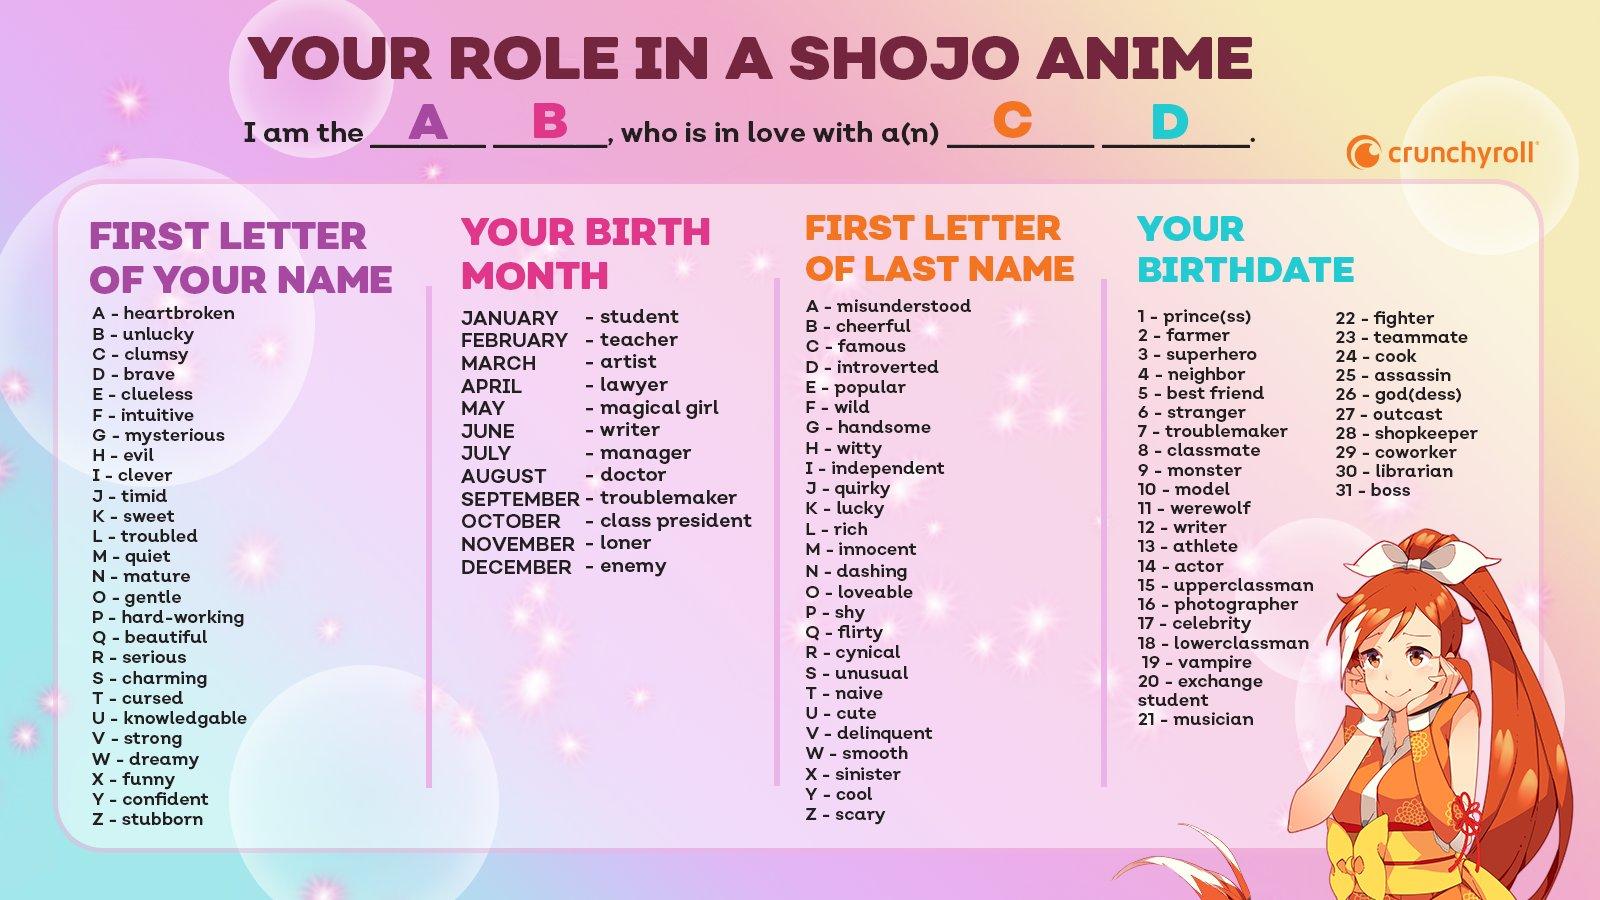 YOUR ROLE IN A SHOJO ANIME
I am the ____A____ ____B____, who is in love with a(n) ____C____ ____D____.
crunchyroll
FIRST LETTER
OF YOUR NAME
A - heartbroken
B - unlucky
C - clumsy
D - brave
E - clueless
F - intuitive
G - mysterious
H - evil
I - clever
J - timid
K - sweet
L - troubled
M - quiet
N - mature
O - gentle
P - hard-working
Q - beautiful
R - serious
S - charming
T - cursed
U - knowledgable
V - strong
W - dreamy
X - funny
Y - confident
Z - stubborn
YOUR BIRTH
MONTH
JANUARY - student
FEBRUARY - teacher
MARCH - artist
APRIL - lawyer
MAY - magical girl
JUNE - writer
JULY - manager
AUGUST - doctor
SEPTEMBER - troublemaker
OCTOBER - class president
NOVEMBER - loner
DECEMBER - enemy
FIRST LETTER
OF LAST NAME
A - misunderstood
B - cheerful
C - famous
D - introverted
E - popular
F - wild
G - handsome
H - witty
I - independent
J - quirky
K - lucky
L - rich
M - innocent
N - dashing
O - loveable
P - shy
Q - flirty
R - cynical
S - unusual
T - naive
U - cute
V - delinquent
W - smooth
X - sinister
Y - cool
Z - scary
YOUR
BIRTHDATE
1 - prince(ss)
2 - farmer
3 - superhero
4 - neighbor
5 - best friend
6 - stranger
7 - troublemaker
8 - classmate
9 - monster
10 - model
11 - werewolf
12 - writer
13 - athlete
14 - actor
15 - upperclassman
16 - photographer
17 - celebrity
18 - lowerclassman
19 - vampire
20 - exchange
student
21 - musician
22 - fighter
23 - teammate
24 - cook
25 - assassin
26 - god(dess)
27 - outcast
28 - shopkeeper
29 - coworker
30 - librarian
31 - boss